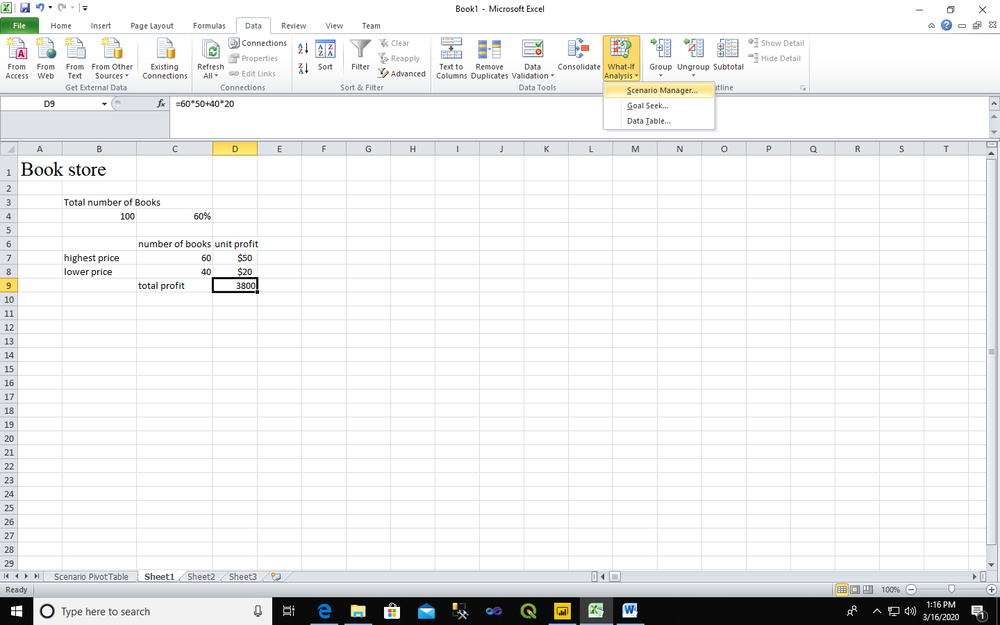 Book1 - Microsoft Excel
File Home Insert Page Layout Formulas Data Review View Team
From Access
From Web
From Text
From Other Sources
Existing Connections
Get External Data
Refresh All
Connections
Properties
Edit Links
Connections
Sort
Filter
Clear
Reapply
Advanced
Sort & Filter
Text to Columns
Remove Duplicates
Data Validation
Consolidate
What-If Analysis
Data Tools
Group
Ungroup
Subtotal
Show Detail
Hide Detail
utline
Scenario Manager...
Goal Seek...
Data Table...
D9 fx =60*50+40*20
A B C D E F G H I J K L M N O P Q R S T
1 Book store
2
3 Total number of Books
4 100 60%
5
6 number of books unit profit
7 highest price 60 $50
8 lower price 40 $20
9 total profit 3800
10
11
12
13
14
15
16
17
18
19
20
21
22
23
24
25
26
27
28
29
Scenario PivotTable Sheet1 Sheet2 Sheet3
Ready 100%
Type here to search
1:16 PM
3/16/2020
1